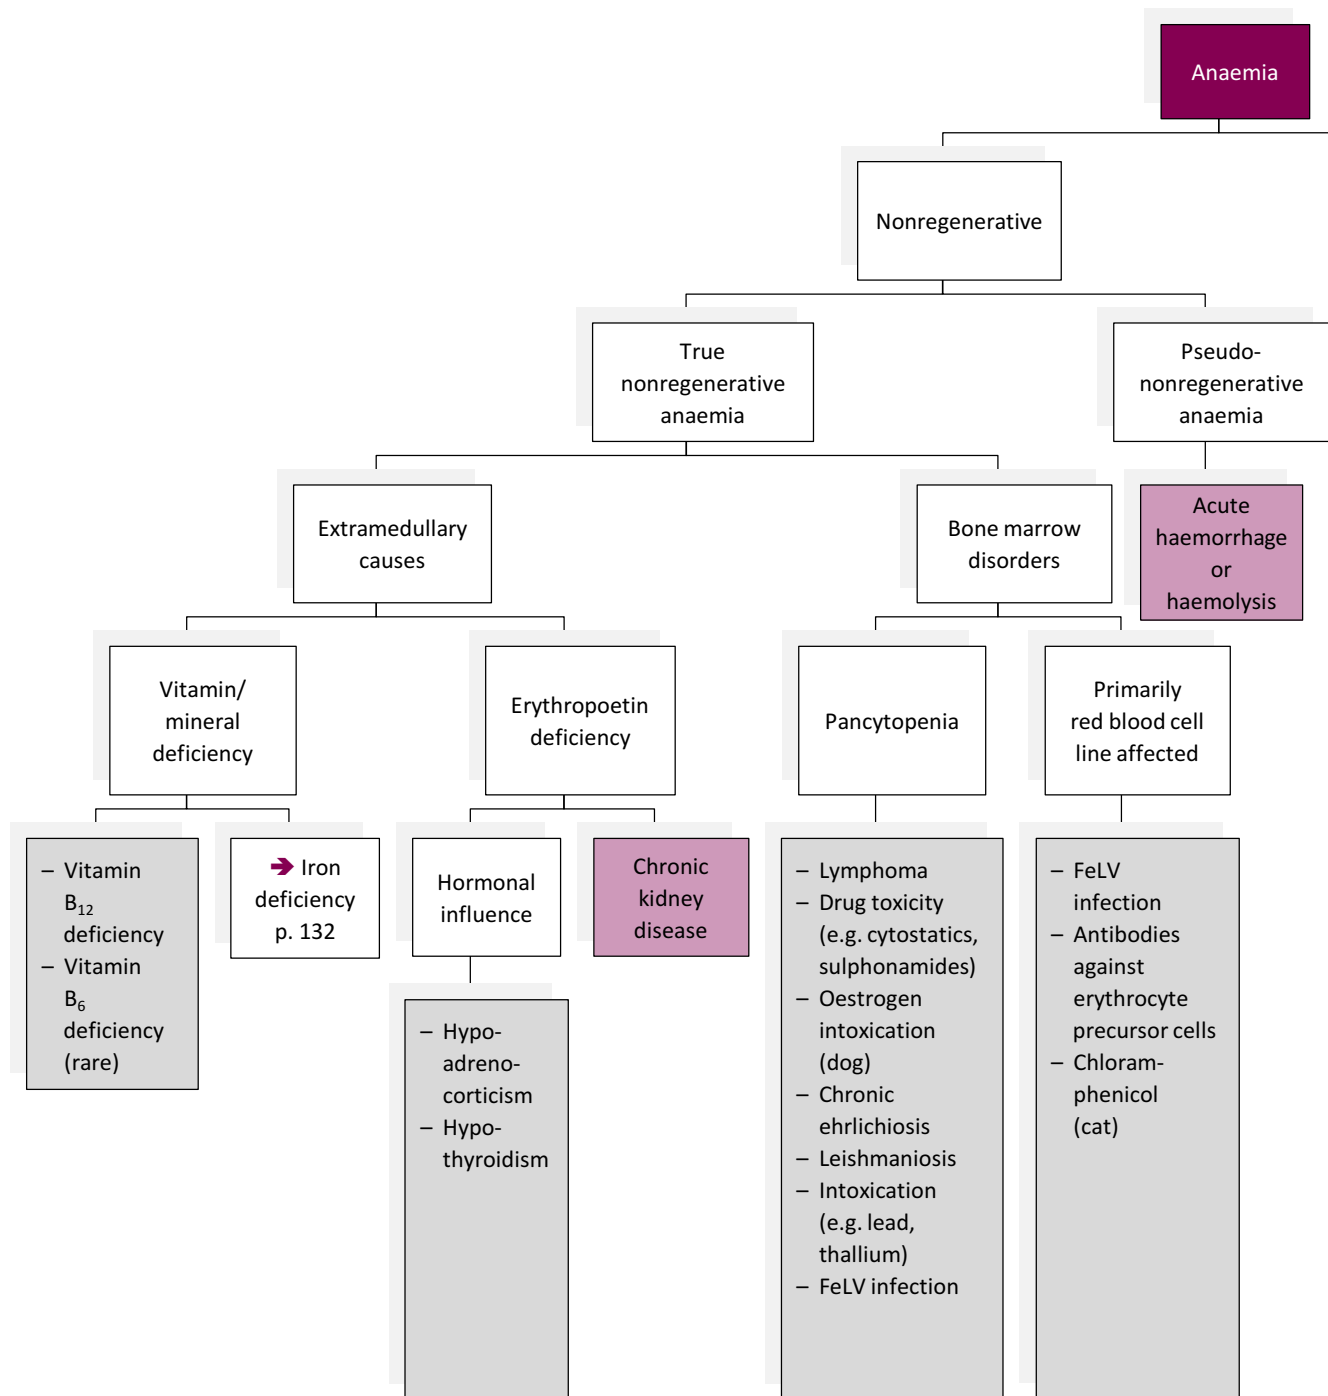 Anaemia
Nonregenerative
True
nonregenerative
anaemia
Pseudo-
nonregenerative
anaemia
Extramedullary
causes
Bone marrow
disorders
Acute
haemorrhage
or
haemolysis
Vitamin/
mineral
deficiency
Erythropoetin
deficiency
Pancytopenia
Primarily
red blood cell
line affected
– Vitamin
B₁₂
deficiency
– Vitamin
B₆
deficiency
(rare)
➔ Iron
deficiency
p. 132
Hormonal
influence
Chronic
kidney
disease
– Hypo-
adreno-
corticism
– Hypo-
thyroidism
– Lymphoma
– Drug toxicity
(e.g. cytostatics,
sulphonamides)
– Oestrogen
intoxication
(dog)
– Chronic
ehrlichiosis
– Leishmaniosis
– Intoxication
(e.g. lead,
thallium)
– FeLV infection
– FeLV
infection
– Antibodies
against
erythrocyte
precursor cells
– Chloram-
phenicol
(cat)